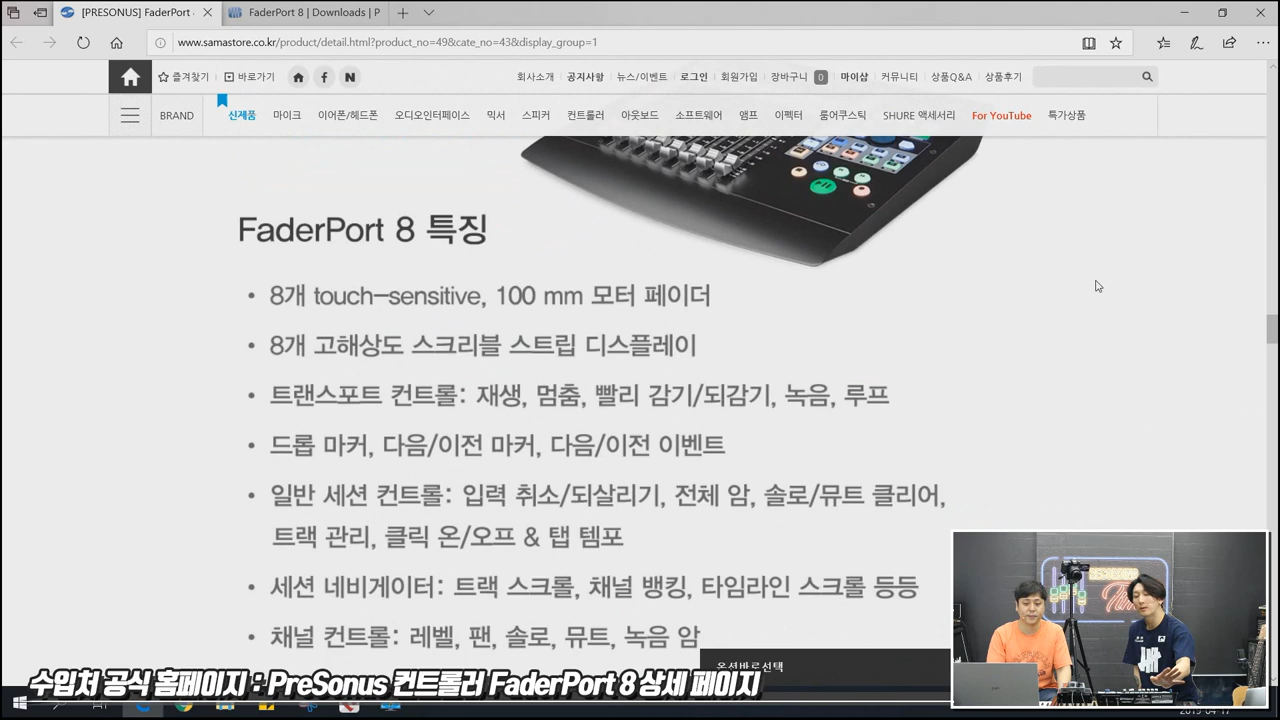 [PRESONUS] FaderPort
FaderPort 8 | Downloads | P
www.samastore.co.kr/product/detail.html?product_no=49&cate_no=43&display_group=1
즐겨찾기 바로가기 f N 회사소개 공지사항 뉴스/이벤트 로그인 회원가입 장바구니 0 마이샵 커뮤니티 상품Q&A 상품후기
BRAND 신제품 마이크 이어폰/헤드폰 오디오인터페이스 믹서 스피커 컨트롤러 아웃보드 소프트웨어 앰프 이펙터 룸어쿠스틱 SHURE 액세서리 For YouTube 특가상품
FaderPort 8 특징
• 8개 touch-sensitive, 100 mm 모터 페이더
• 8개 고해상도 스크리블 스트립 디스플레이
• 트랜스포트 컨트롤: 재생, 멈춤, 빨리 감기/되감기, 녹음, 루프
• 드롭 마커, 다음/이전 마커, 다음/이전 이벤트
• 일반 세션 컨트롤: 입력 취소/되살리기, 전체 암, 솔로/뮤트 클리어,
트랙 관리, 클릭 온/오프 & 탭 템포
• 세션 네비게이터: 트랙 스크롤, 채널 뱅킹, 타임라인 스크롤 등등
• 채널 컨트롤: 레벨, 팬, 솔로, 뮤트, 녹음 암
옵션바로선택
RECORDING
Time
수입처 공식 홈페이지 : PreSonus 컨트롤러 FaderPort 8 상세 페이지
2019-04-17